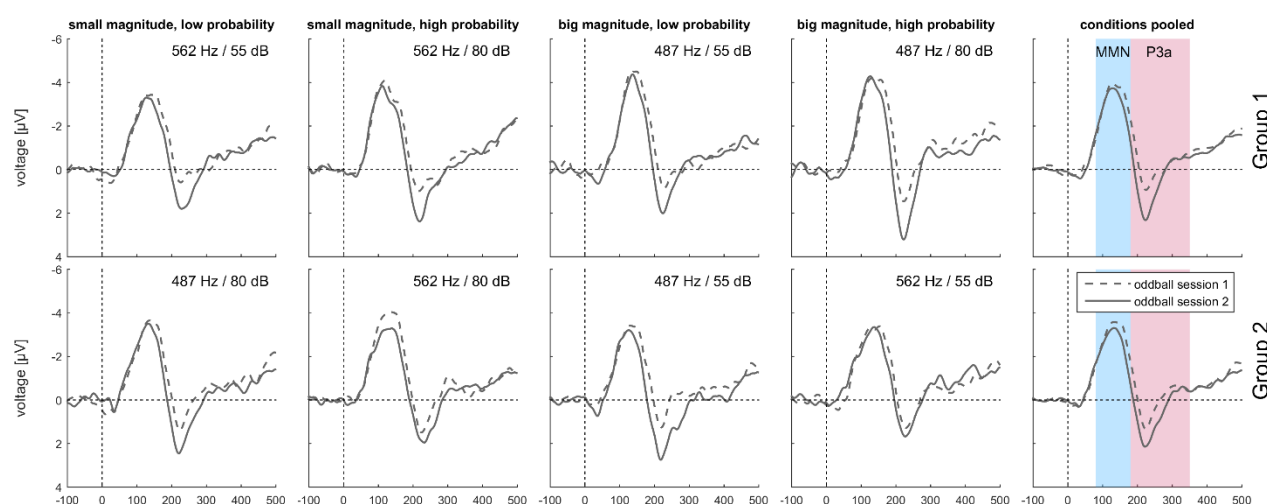 small magnitude, low probability
small magnitude, high probability
big magnitude, low probability
big magnitude, high probability
conditions pooled
-6
-4
-2
0
2
4
voltage [µV]
562 Hz / 55 dB
562 Hz / 80 dB
487 Hz / 55 dB
487 Hz / 80 dB
MMN
P3a
Group 1
-6
-4
-2
0
2
4
voltage [µV]
487 Hz / 80 dB
562 Hz / 80 dB
487 Hz / 55 dB
562 Hz / 55 dB
oddball session 1
oddball session 2
Group 2
-100 0 100 200 300 400 500
-100 0 100 200 300 400 500
-100 0 100 200 300 400 500
-100 0 100 200 300 400 500
-100 0 100 200 300 400 500